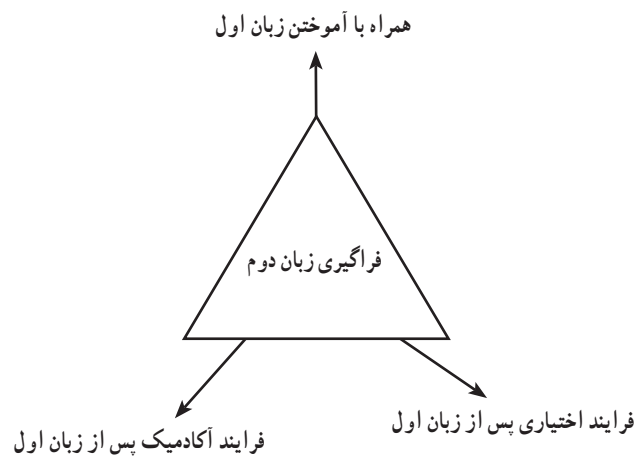 همراه با آموختن زبان اول
فراگیری زبان دوم
فرایند اختیاری پس از زبان اول
فرایند آکادمیک پس از زبان اول